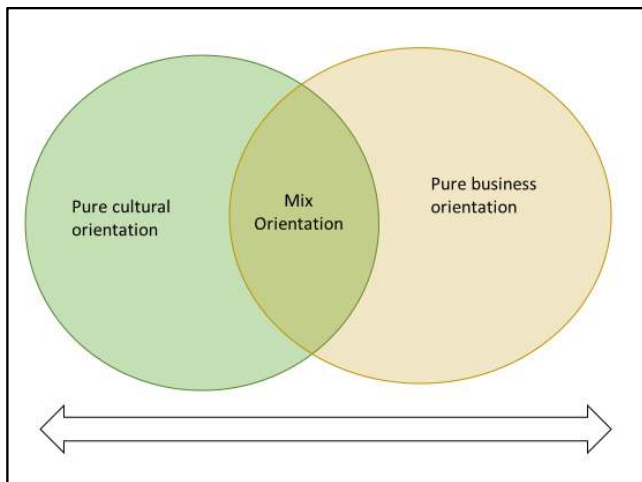 Pure cultural
orientation
Mix
Orientation
Pure business
orientation